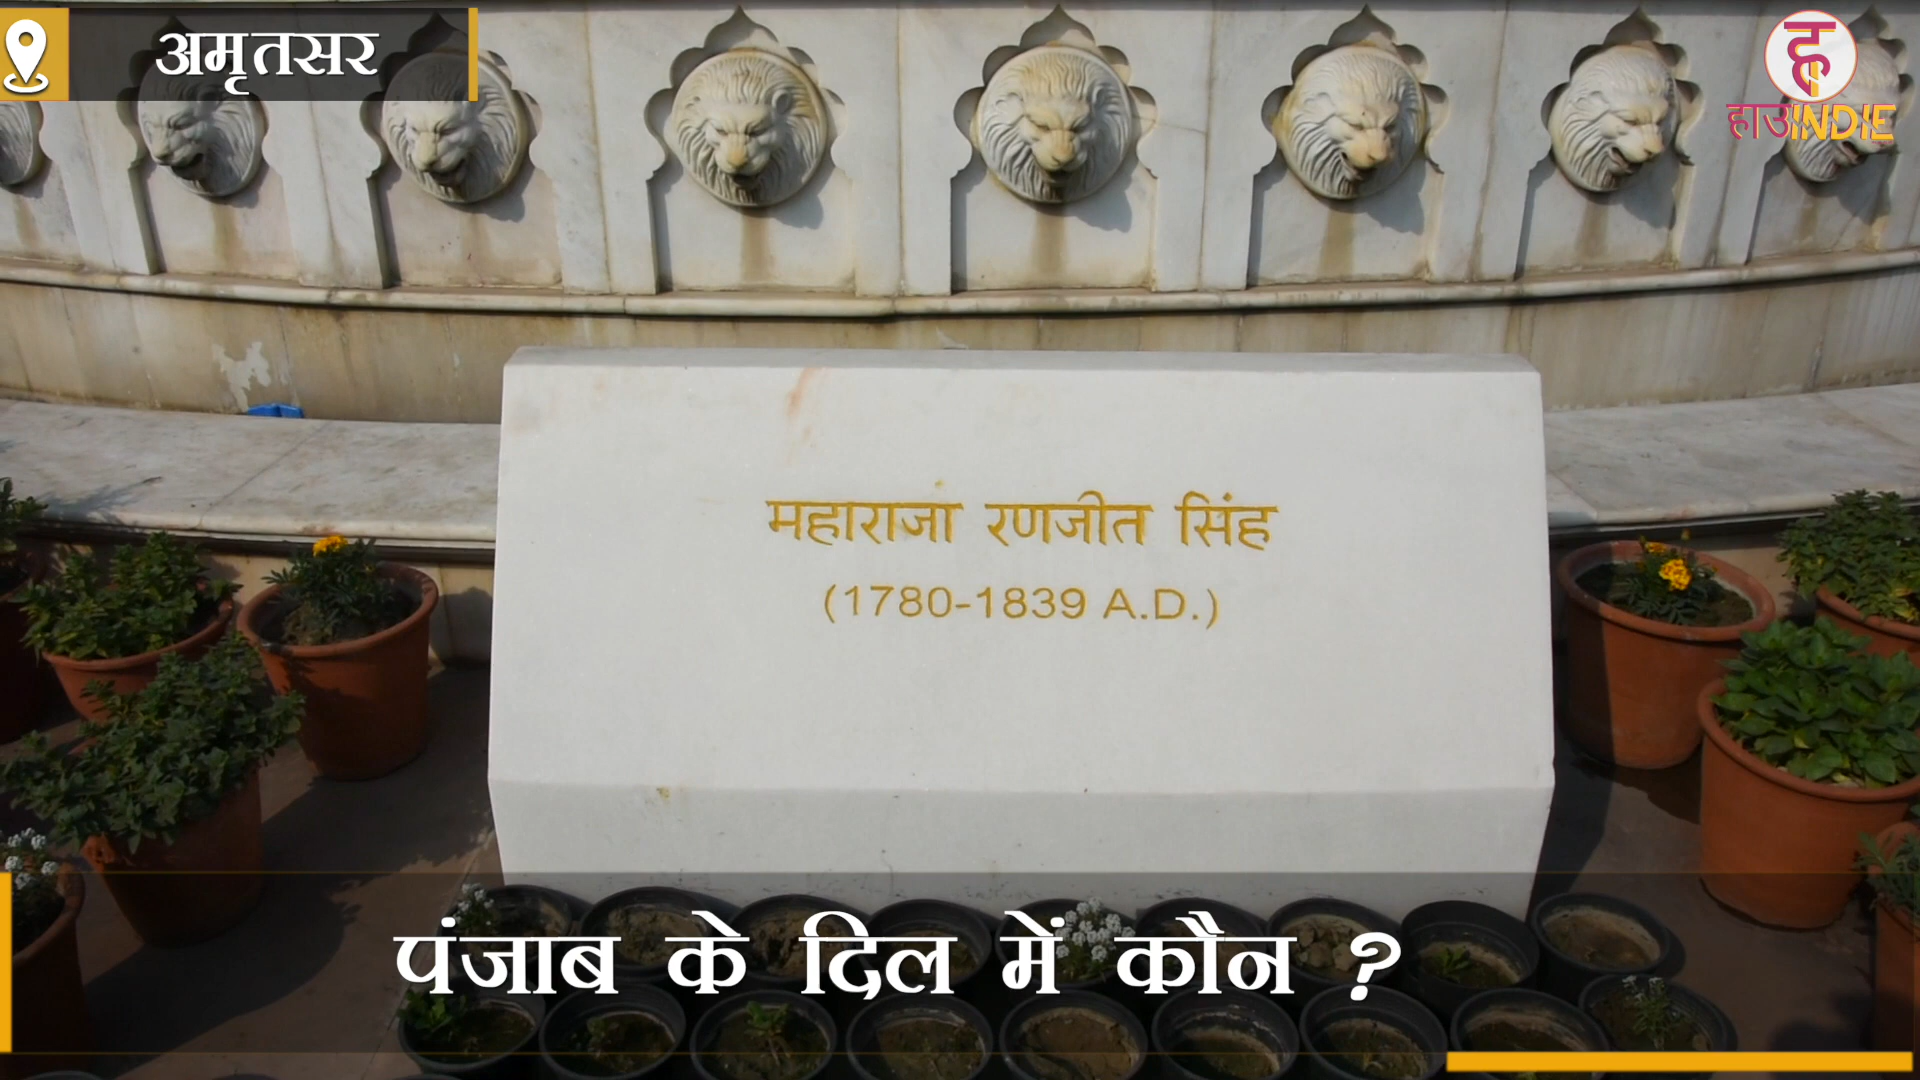 अमृतसर
हाउINDIE
महाराजा रणजीत सिंह
(1780-1839 A.D.)
पंजाब के दिल में कौन ?